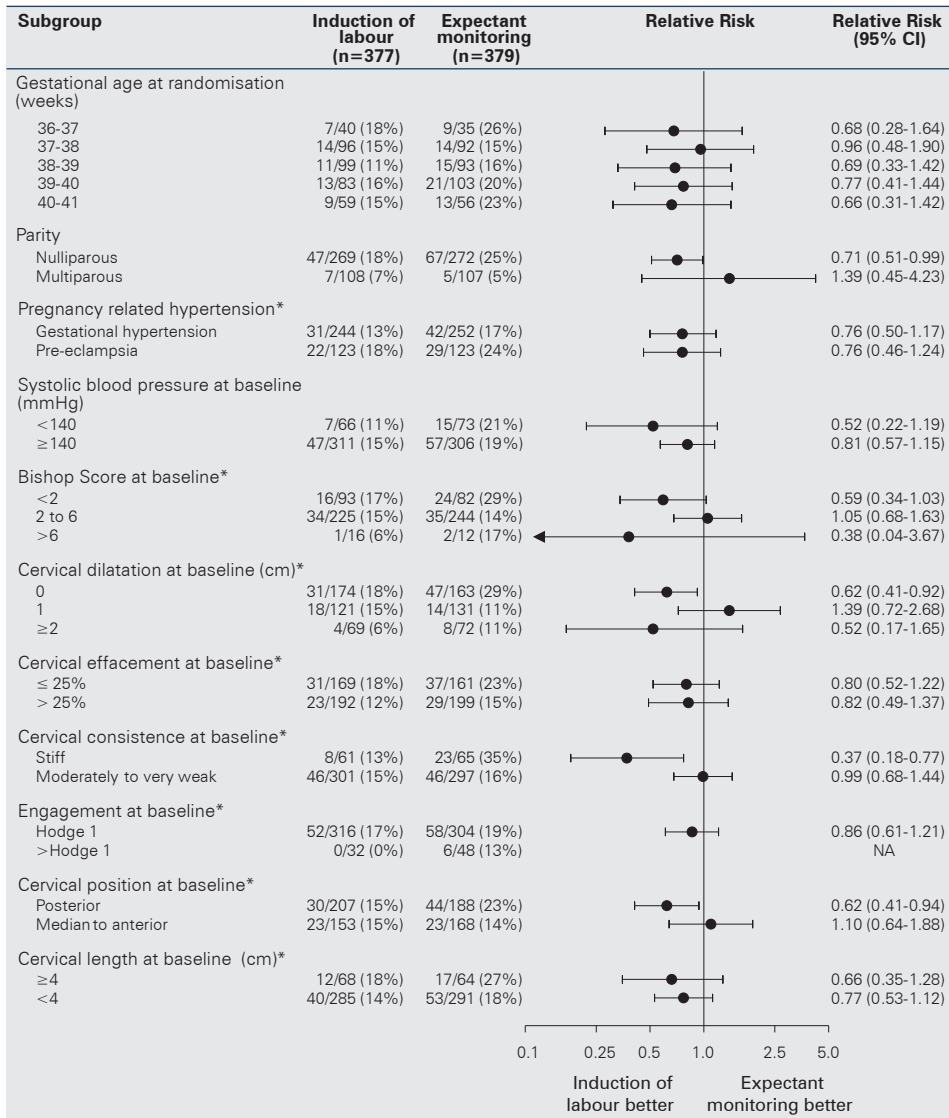 Subgroup Induction of labour (n=377) Expectant monitoring (n=379) Relative Risk Relative Risk (95% CI)
Gestational age at randomisation
(weeks)
36-37 7/40 (18%) 9/35 (26%) 0.68 (0.28-1.64)
37-38 14/96 (15%) 14/92 (15%) 0.96 (0.48-1.90)
38-39 11/99 (11%) 15/93 (16%) 0.69 (0.33-1.42)
39-40 13/83 (16%) 21/103 (20%) 0.77 (0.41-1.44)
40-41 9/59 (15%) 13/56 (23%) 0.66 (0.31-1.42)
Parity
Nulliparous 47/269 (18%) 67/272 (25%) 0.71 (0.51-0.99)
Multiparous 7/108 (7%) 5/107 (5%) 1.39 (0.45-4.23)
Pregnancy related hypertension*
Gestational hypertension 31/244 (13%) 42/252 (17%) 0.76 (0.50-1.17)
Pre-eclampsia 22/123 (18%) 29/123 (24%) 0.76 (0.46-1.24)
Systolic blood pressure at baseline
(mmHg)
<140 7/66 (11%) 15/73 (21%) 0.52 (0.22-1.19)
≥140 47/311 (15%) 57/306 (19%) 0.81 (0.57-1.15)
Bishop Score at baseline*
<2 16/93 (17%) 24/82 (29%) 0.59 (0.34-1.03)
2 to 6 34/225 (15%) 35/244 (14%) 1.05 (0.68-1.63)
>6 1/16 (6%) 2/12 (17%) 0.38 (0.04-3.67)
Cervical dilatation at baseline (cm)*
0 31/174 (18%) 47/163 (29%) 0.62 (0.41-0.92)
1 18/121 (15%) 14/131 (11%) 1.39 (0.72-2.68)
≥2 4/69 (6%) 8/72 (11%) 0.52 (0.17-1.65)
Cervical effacement at baseline*
≤ 25% 31/169 (18%) 37/161 (23%) 0.80 (0.52-1.22)
> 25% 23/192 (12%) 29/199 (15%) 0.82 (0.49-1.37)
Cervical consistence at baseline*
Stiff 8/61 (13%) 23/65 (35%) 0.37 (0.18-0.77)
Moderately to very weak 46/301 (15%) 46/297 (16%) 0.99 (0.68-1.44)
Engagement at baseline*
Hodge 1 52/316 (17%) 58/304 (19%) 0.86 (0.61-1.21)
>Hodge 1 0/32 (0%) 6/48 (13%) NA
Cervical position at baseline*
Posterior 30/207 (15%) 44/188 (23%) 0.62 (0.41-0.94)
Median to anterior 23/153 (15%) 23/168 (14%) 1.10 (0.64-1.88)
Cervical length at baseline (cm)*
≥4 12/68 (18%) 17/64 (27%) 0.66 (0.35-1.28)
<4 40/285 (14%) 53/291 (18%) 0.77 (0.53-1.12)
0.1 0.25 0.5 1.0 2.5 5.0
Induction of labour better Expectant monitoring better